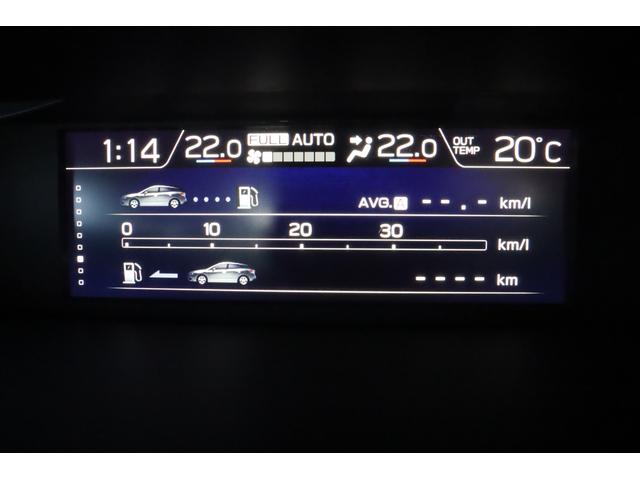 1:14 22.0 FULL AUTO 22.0 OUT TEMP 20°C
AVG. A --.- km/l
0 10 20 30 km/l
---- km